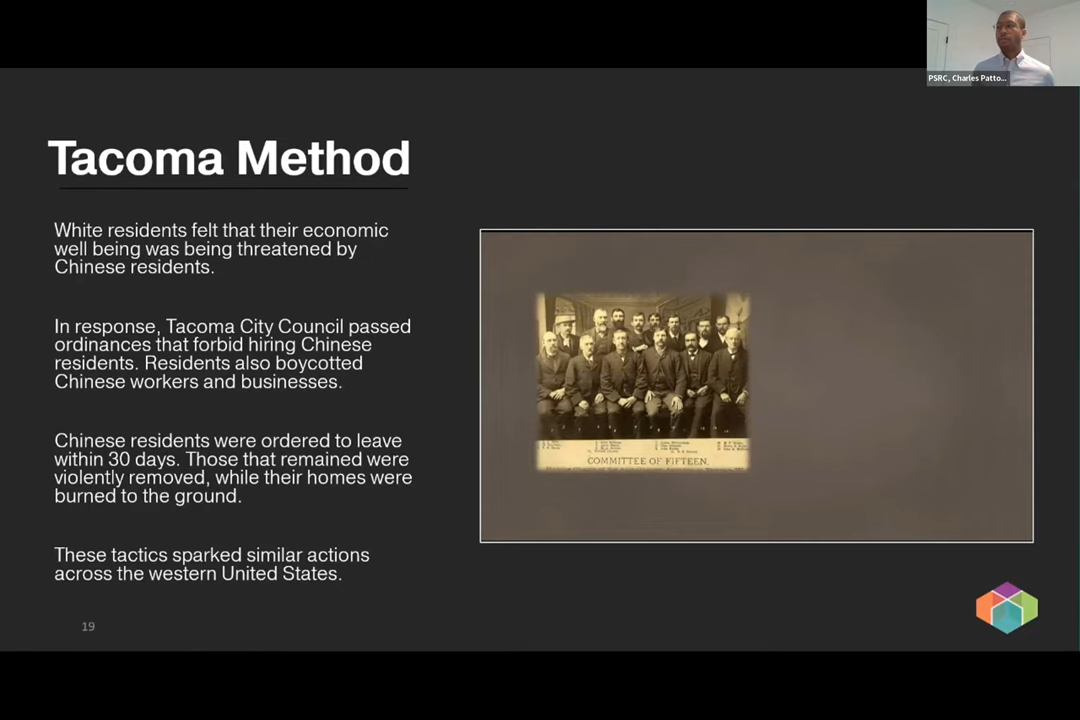 PSRC, Charles Patto...
Tacoma Method
White residents felt that their economic
well being was being threatened by
Chinese residents.
In response, Tacoma City Council passed
ordinances that forbid hiring Chinese
residents. Residents also boycotted
Chinese workers and businesses.
Chinese residents were ordered to leave
within 30 days. Those that remained were
violently removed, while their homes were
burned to the ground.
These tactics sparked similar actions
across the western United States.
COMMITTEE OF FIFTEEN.
19